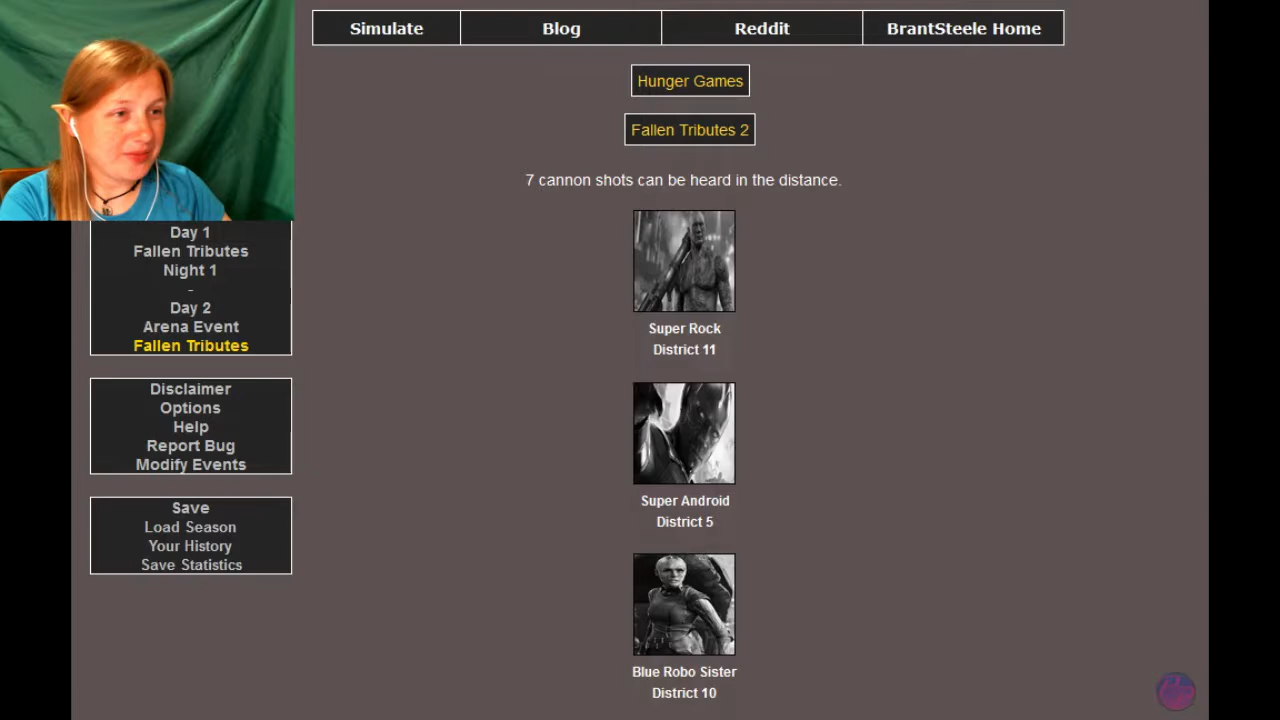 Simulate
Blog
Reddit
BrantSteele Home
Hunger Games
Fallen Tributes 2
7 cannon shots can be heard in the distance.
Super Rock
District 11
Super Android
District 5
Blue Robo Sister
District 10
Day 1
Fallen Tributes
Night 1
-
Day 2
Arena Event
Fallen Tributes
Disclaimer
Options
Help
Report Bug
Modify Events
Save
Load Season
Your History
Save Statistics